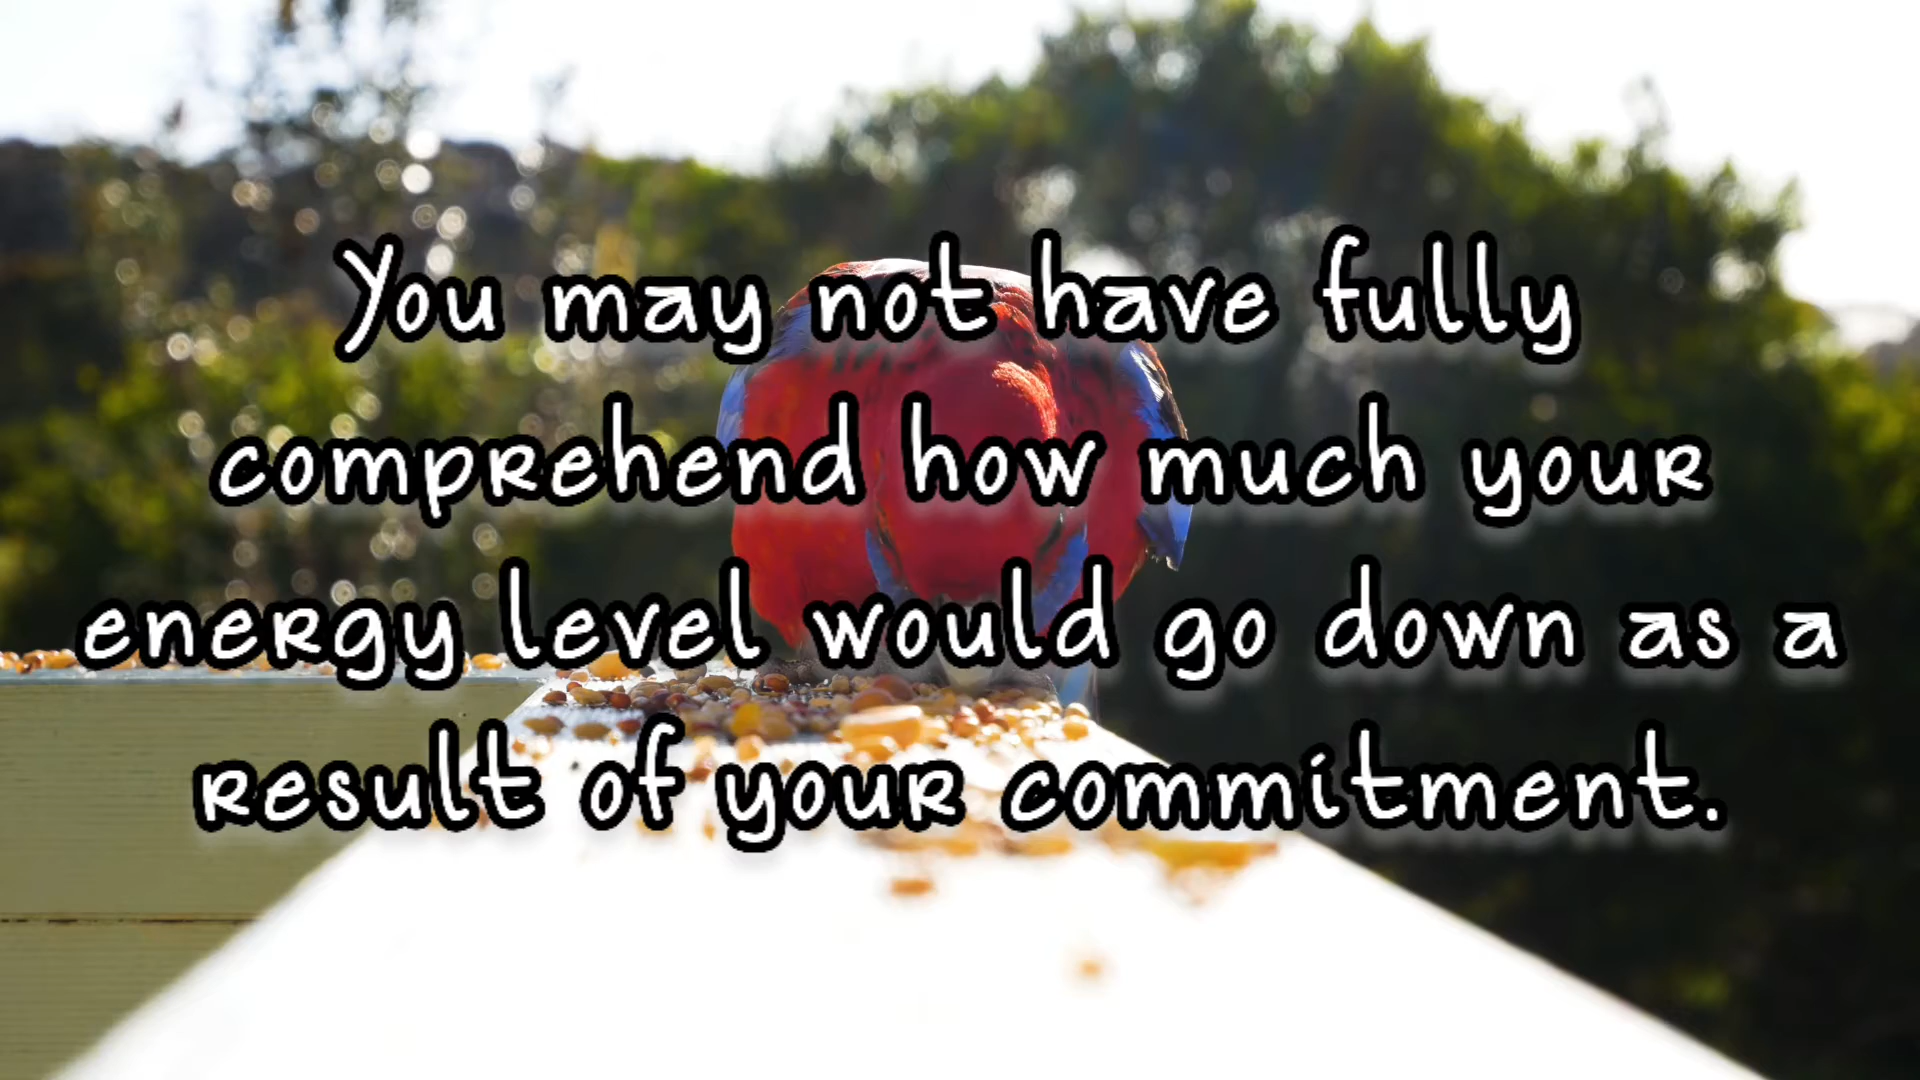 You may not have fully
comprehend how much your
energy level would go down as a
result of your commitment.